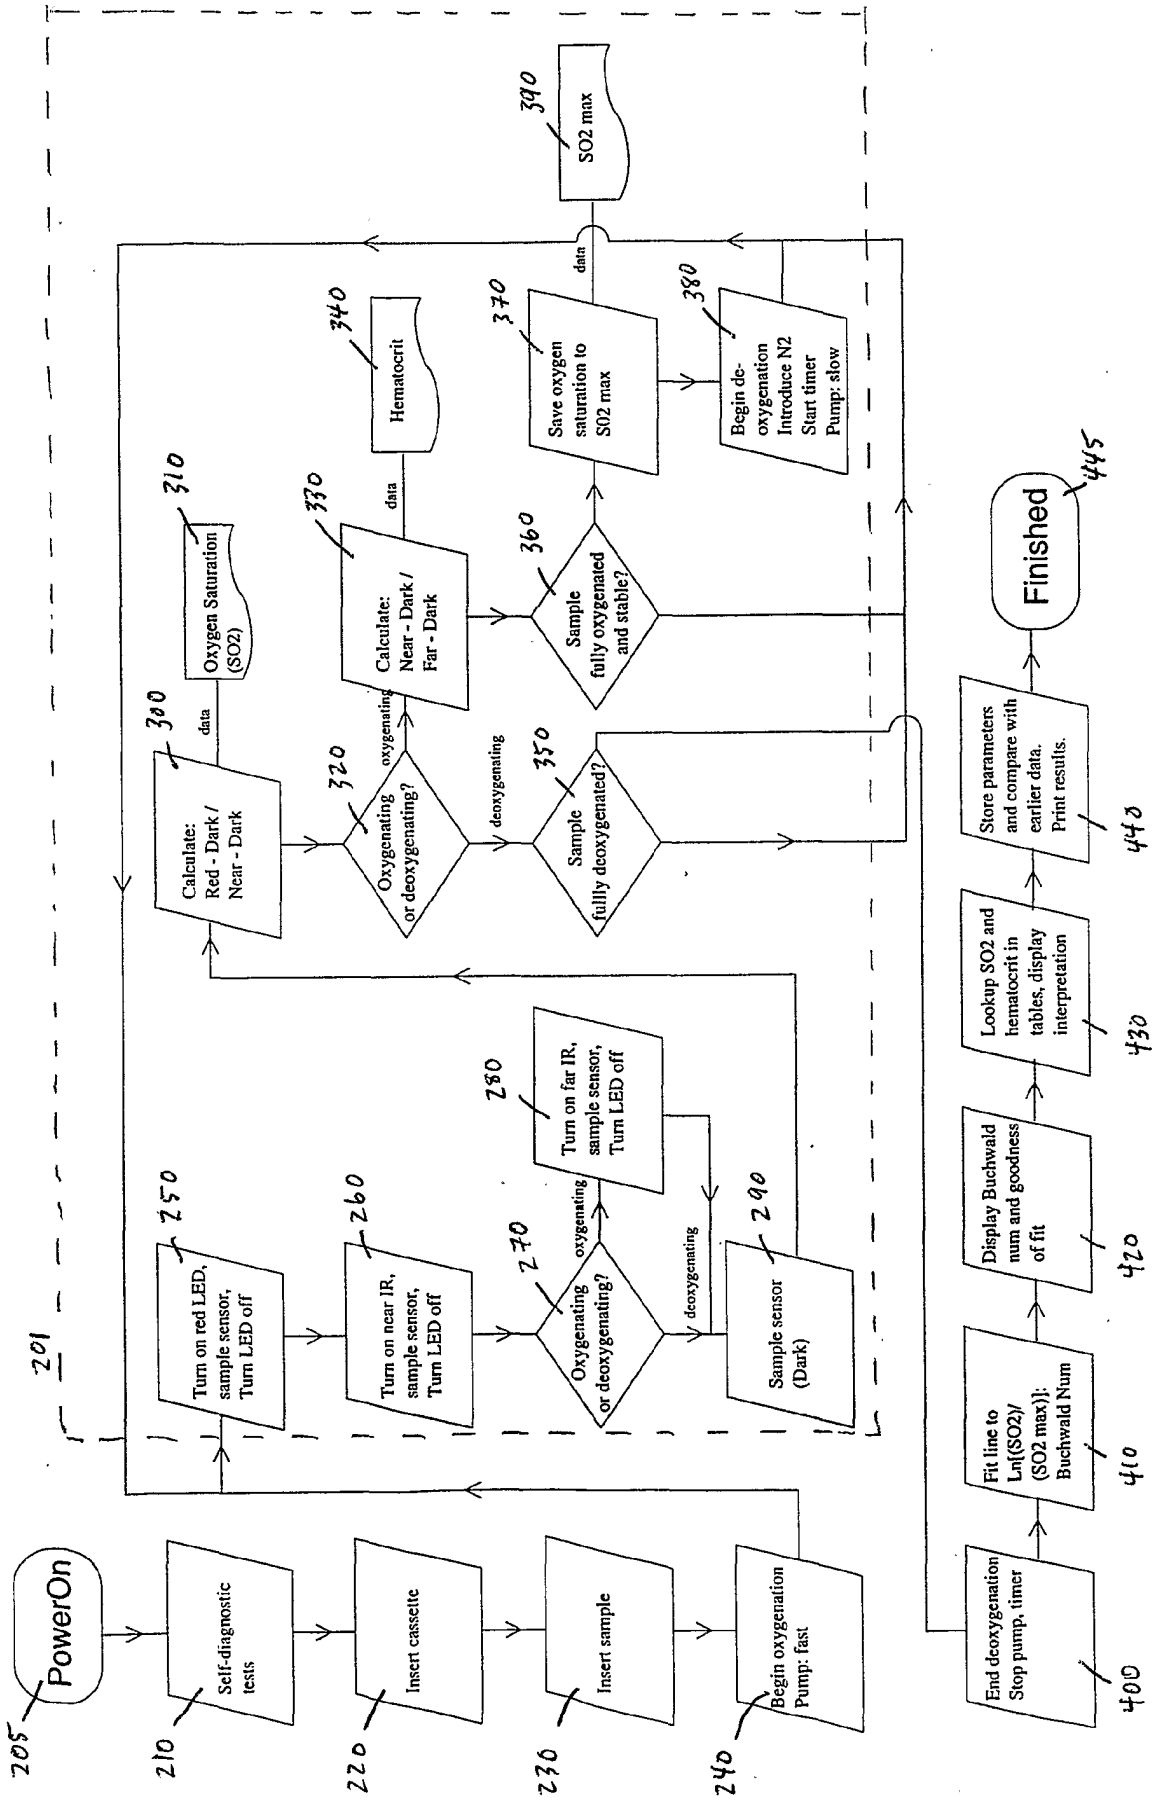 205
PowerOn
210
Self-diagnostic
tests
220
Insert cassette
230
Insert sample
240
Begin oxygenation
Pump: fast
201
250
Turn on red LED,
sample sensor,
Turn LED off
260
Turn on near IR,
sample sensor,
Turn LED off
270
Oxygenating
or deoxygenating?
oxygenating
deoxygenating
280
Turn on far IR,
sample sensor,
Turn LED off
290
Sample sensor
(Dark)
300
Calculate:
Red - Dark /
Near - Dark
data
310
Oxygen Saturation
(SO2)
320
Oxygenating
or deoxygenating?
oxygenating
deoxygenating
330
Calculate:
Near - Dark /
Far - Dark
data
340
Hematocrit
350
Sample
fullly deoxygenated?
360
Sample
fully oxygenated
and stable?
370
Save oxygen
saturation to
S02 max
data
380
Begin de-
oxygenation
Introduce N2
Start timer
Pump: slow
390
SO2 max
End deoxygenation
Stop pump, timer
400
Fit line to
Ln[(SO2)/
(SO2 max)]:
Buchwald Num
410
Display Buchwald
num and goodness
of fit
420
Lookup SO2 and
hematocrit in
tables, display
interpretation
430
Store parameters
and compare with
earlier data.
Print results.
440
Finished
445